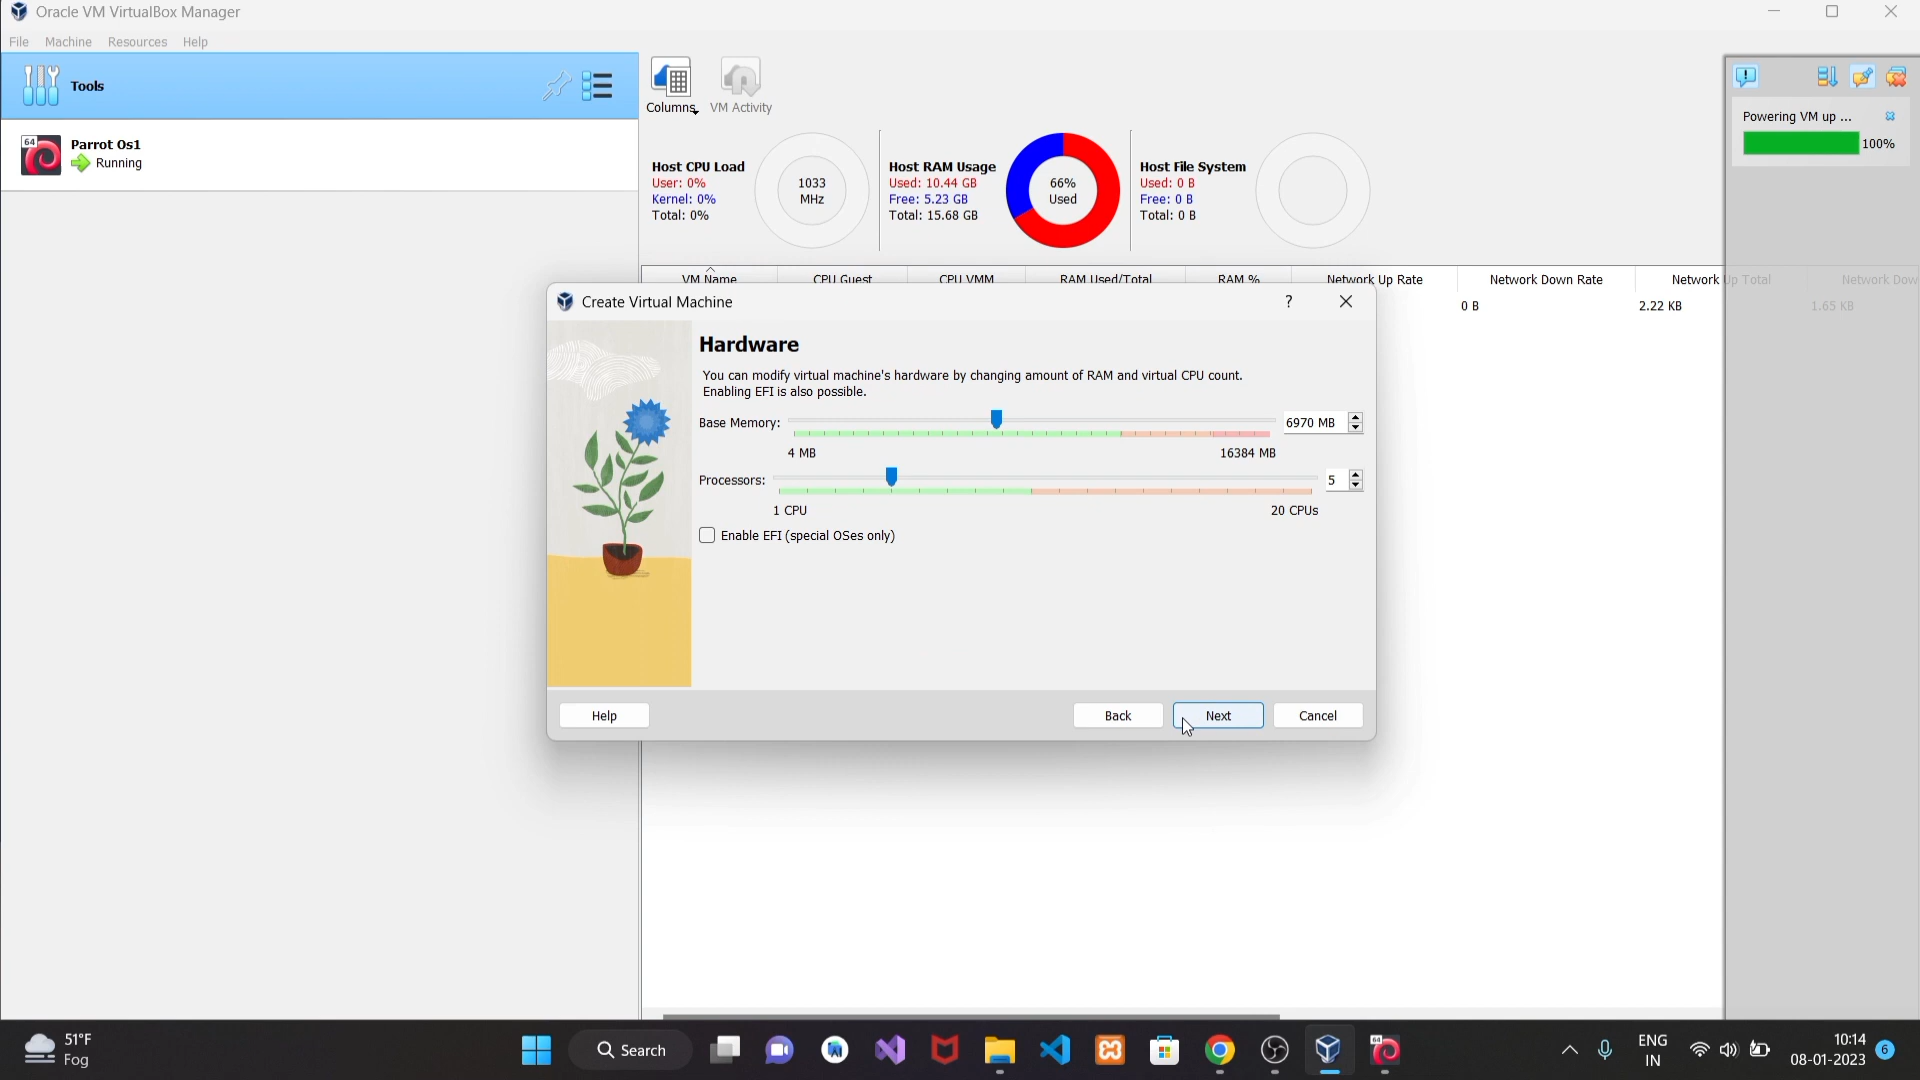 Oracle VM VirtualBox Manager
File Machine Resources Help
Tools
Columns VM Activity
64 Parrot Os1
Running
Powering VM up ...
100%
Host CPU Load
User: 0%
Kernel: 0%
Total: 0%
1033
MHz
Host RAM Usage
Used: 10.44 GB
Free: 5.23 GB
Total: 15.68 GB
66%
Used
Host File System
Used: 0 B
Free: 0 B
Total: 0 B
VM Name CPU Guest CPU VMM RAM Used/Total RAM % Network Up Rate Network Down Rate Network Up Total Network Dow
0 B 2.22 KB 1.65 KB
Create Virtual Machine ?
Hardware
You can modify virtual machine's hardware by changing amount of RAM and virtual CPU count.
Enabling EFI is also possible.
Base Memory: 6970 MB
4 MB 16384 MB
Processors: 5
1 CPU 20 CPUs
Enable EFI (special OSes only)
Help Back Next Cancel
51°F
Fog
Search
64
ENG
IN
10:14
08-01-2023
6